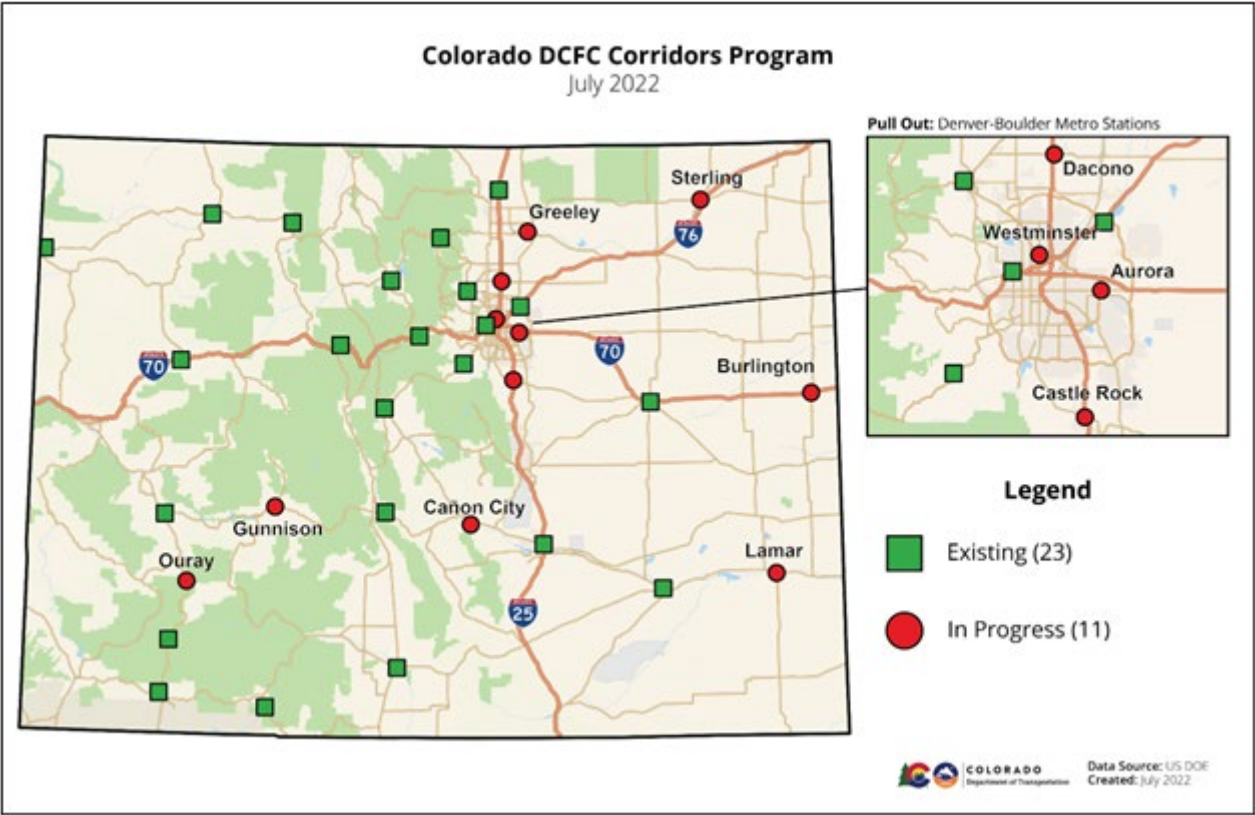 Colorado DCFC Corridors Program
July 2022
Pull Out: Denver-Boulder Metro Stations
Sterling
Greeley
76
70
70
Burlington
Cañon City
Gunnison
Ouray
Lamar
25
Dacono
Westminster
Aurora
Castle Rock
Legend
Existing (23)
In Progress (11)
COLORADO
Department of Transportation
Data Source: US DOE
Created: July 2022